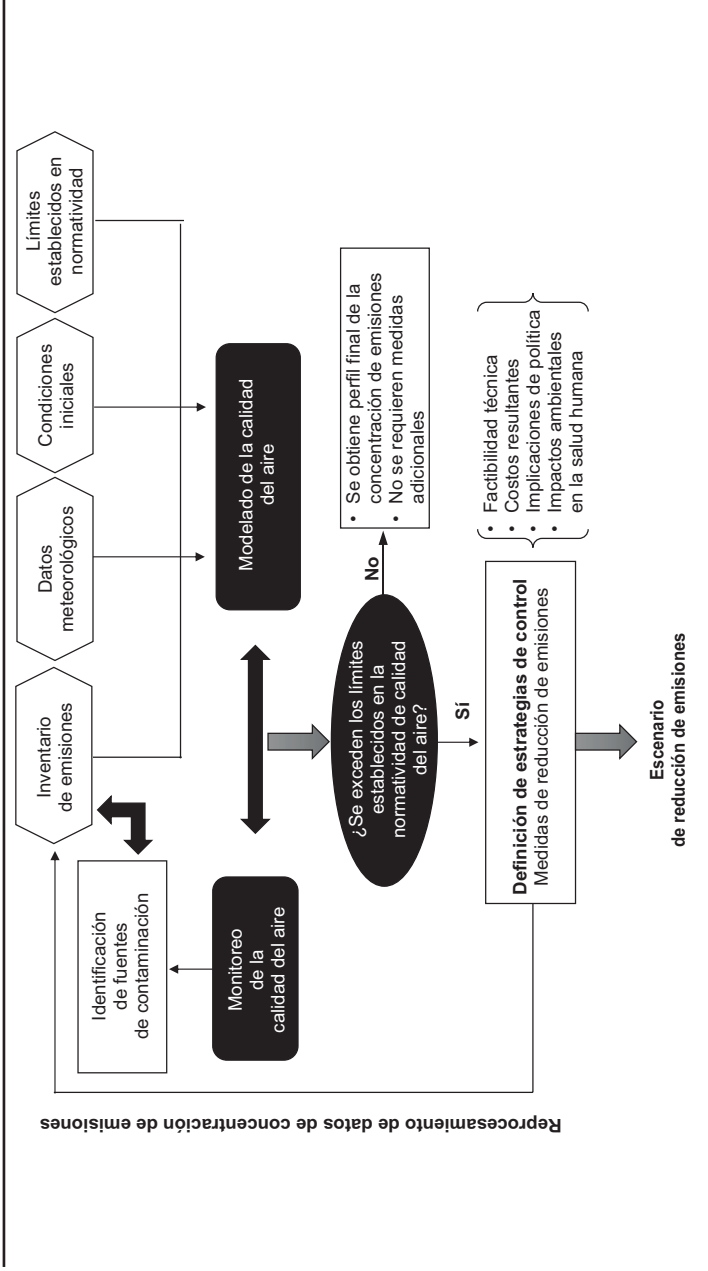 Inventario
de emisiones
Datos
meteorológicos
Condiciones
iniciales
Límites
establecidos en
normatividad
Identificación
de fuentes
de contaminación
Monitoreo
de la
calidad del aire
Modelado de la calidad
del aire
¿Se exceden los límites
establecidos en la
normatividad de calidad
del aire?
No
• Se obtiene perfil final de la
concentración de emisiones
• No se requieren medidas
adicionales
Sí
Definición de estrategias de control
Medidas de reducción de emisiones
• Factibilidad técnica
• Costos resultantes
• Implicaciones de política
• Impactos ambientales
en la salud humana
Escenario
de reducción de emisiones
Reprocesamiento de datos de concentración de emisiones